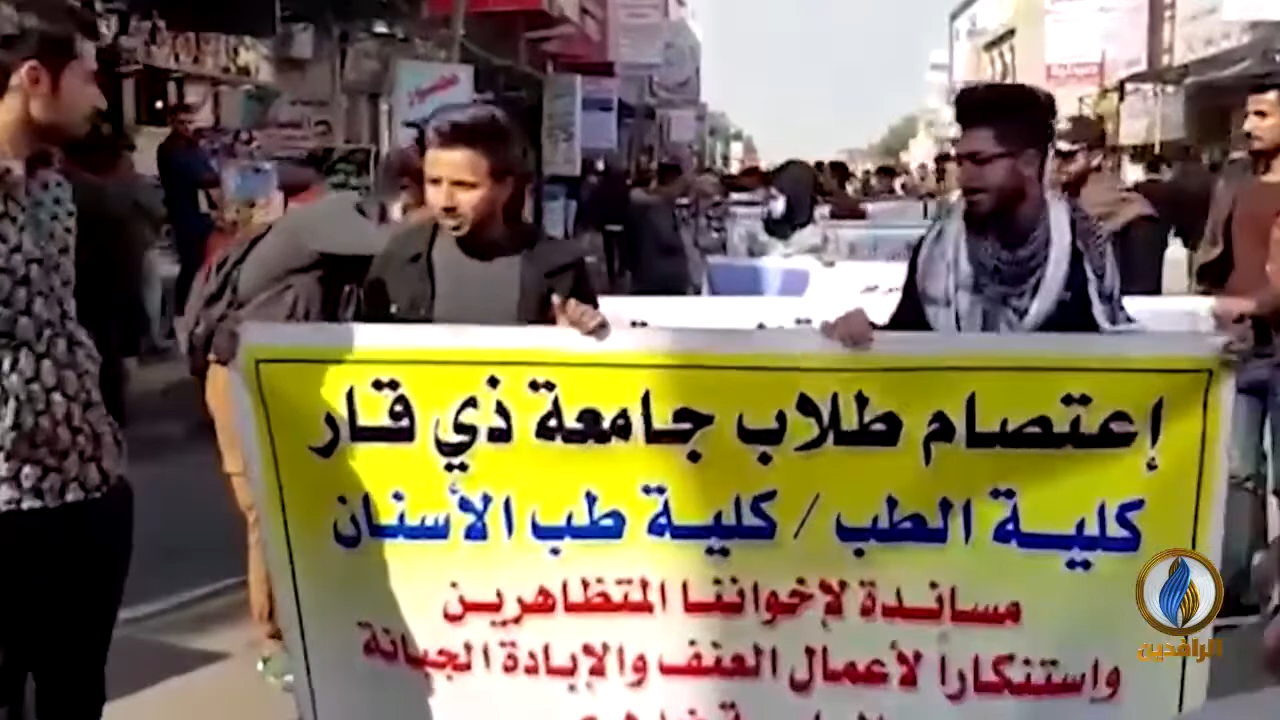 إعتصام طلاب جامعة ذي قار
كلية الطب / كلية طب الأسنان
مساندة لإخواننا المتظاهرين
واستنكاراً لأعمال العنف والإبادة الجبانة
الرافدين